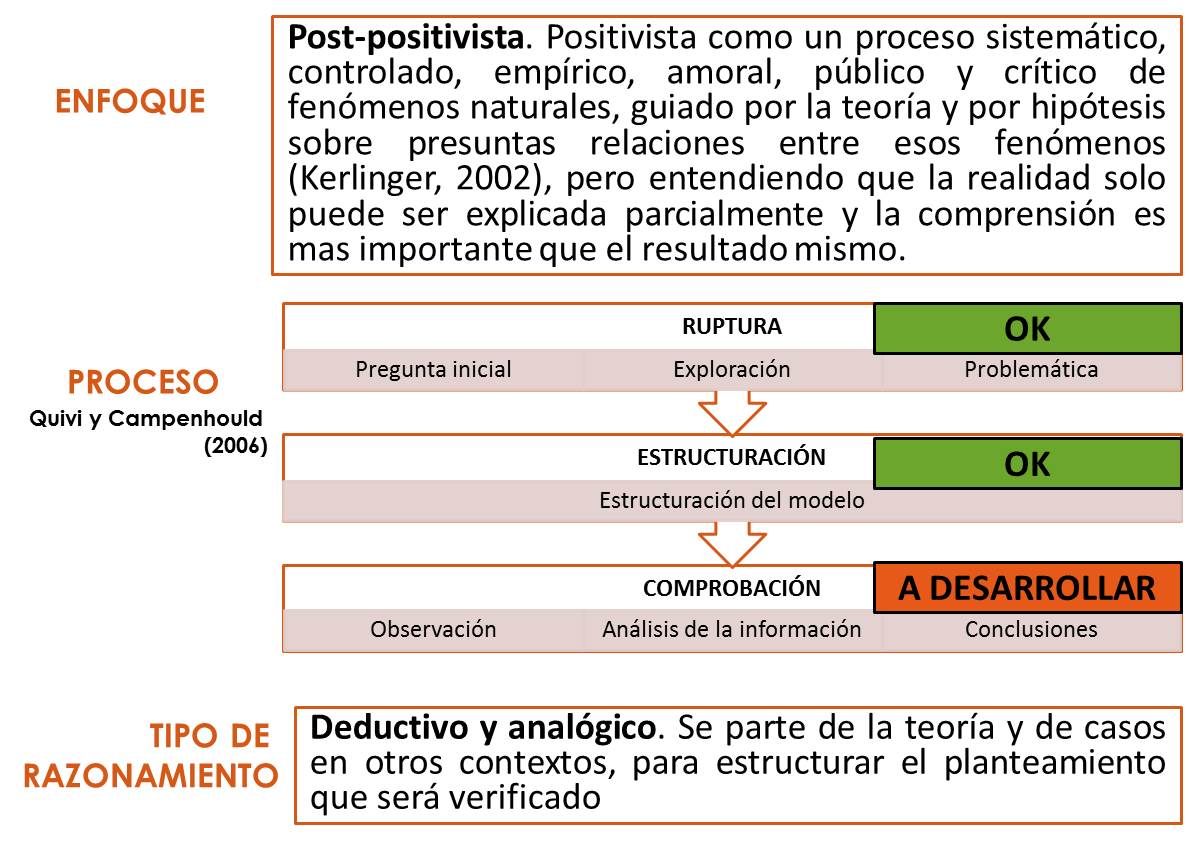 ENFOQUE
Post-positivista. Positivista como un proceso sistemático,
controlado, empírico, amoral, público y crítico de
fenómenos naturales, guiado por la teoría y por hipótesis
sobre presuntas relaciones entre esos fenómenos
(Kerlinger, 2002), pero entendiendo que la realidad solo
puede ser explicada parcialmente y la comprensión es
mas importante que el resultado mismo.
PROCESO
Quivi y Campenhould
(2006)
RUPTURA
OK
Pregunta inicial
Exploración
Problemática
ESTRUCTURACIÓN
OK
Estructuración del modelo
COMPROBACIÓN
A DESARROLLAR
Observación
Análisis de la información
Conclusiones
TIPO DE
RAZONAMIENTO
Deductivo y analógico. Se parte de la teoría y de casos
en otros contextos, para estructurar el planteamiento
que será verificado